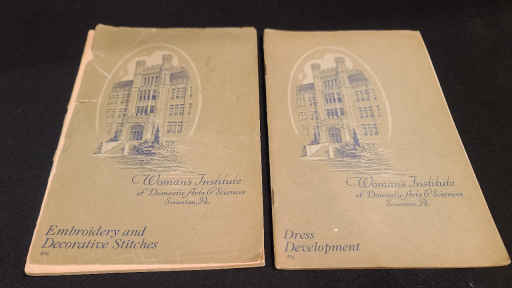 Woman's Institute
of Domestic Arts & Sciences
Scranton, Pa.
Embroidery and
Decorative Stitches
Woman's Institute
of Domestic Arts & Sciences
Scranton, Pa.
Dress
Development